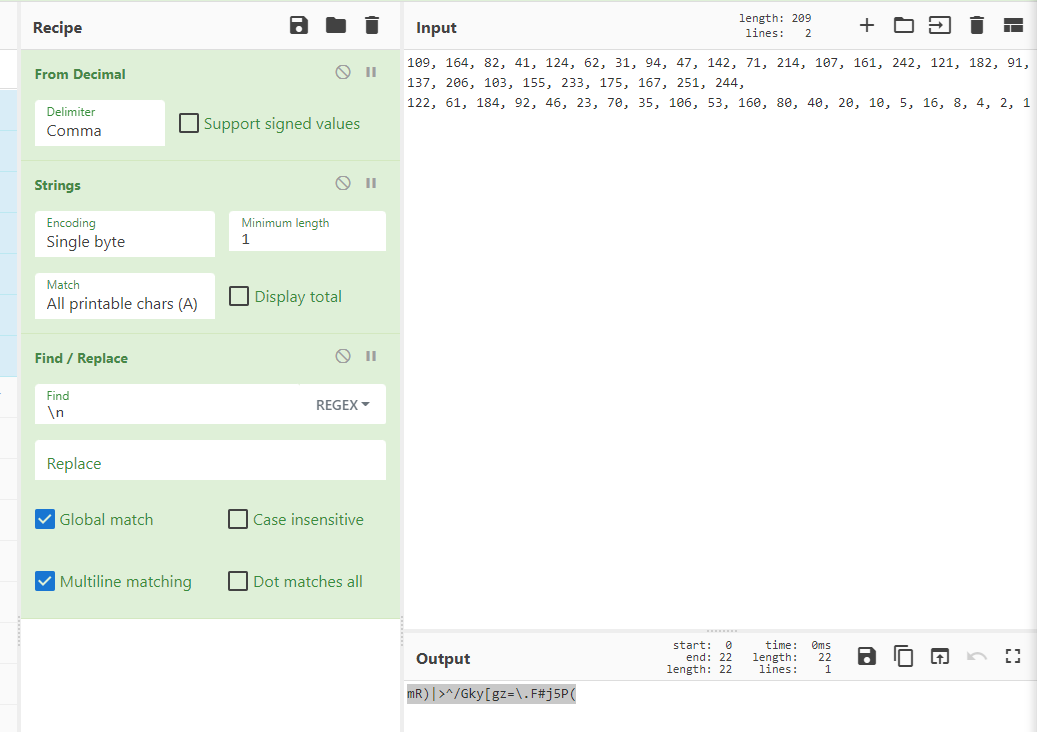 Recipe
From Decimal
Delimiter
Comma
Support signed values
Strings
Encoding
Single byte
Minimum length
1
Match
All printable chars (A)
Display total
Find / Replace
Find
\n
REGEX
Replace
Global match
Case insensitive
Multiline matching
Dot matches all
Input
length: 209
lines: 2
109, 164, 82, 41, 124, 62, 31, 94, 47, 142, 71, 214, 107, 161, 242, 121, 182, 91,
137, 206, 103, 155, 233, 175, 167, 251, 244,
122, 61, 184, 92, 46, 23, 70, 35, 106, 53, 160, 80, 40, 20, 10, 5, 16, 8, 4, 2, 1
Output
start: 0
end: 22
length: 22
time: 0ms
length: 22
lines: 1
mR)|>^/Gky[gz=\.F#j5P(